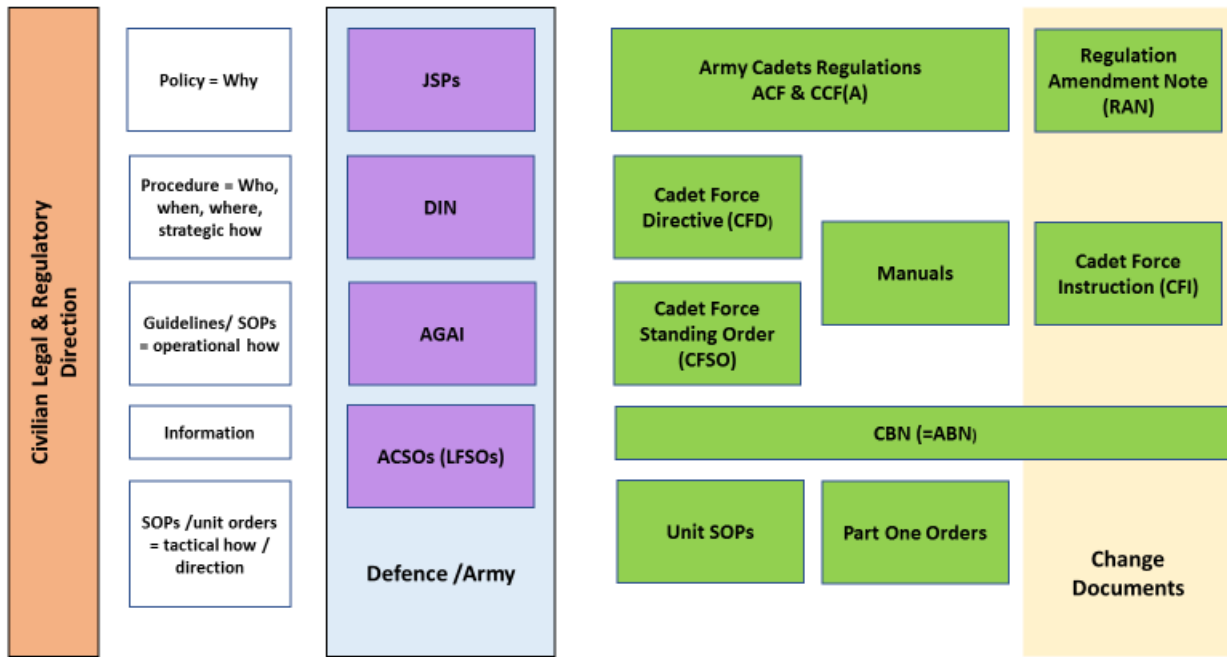 Civilian Legal & Regulatory
Direction
Policy = Why
Procedure = Who,
when, where,
strategic how
Guidelines/ SOPs
= operational how
Information
SOPs /unit orders
= tactical how /
direction
JSPs
DIN
AGAI
ACSOs (LFSOs)
Defence /Army
Army Cadets Regulations
ACF & CCF(A)
Cadet Force
Directive (CFD)
Manuals
Cadet Force
Standing Order
(CFSO)
CBN (=ABN)
Unit SOPs
Part One Orders
Regulation
Amendment Note
(RAN)
Cadet Force
Instruction (CFI)
Change
Documents